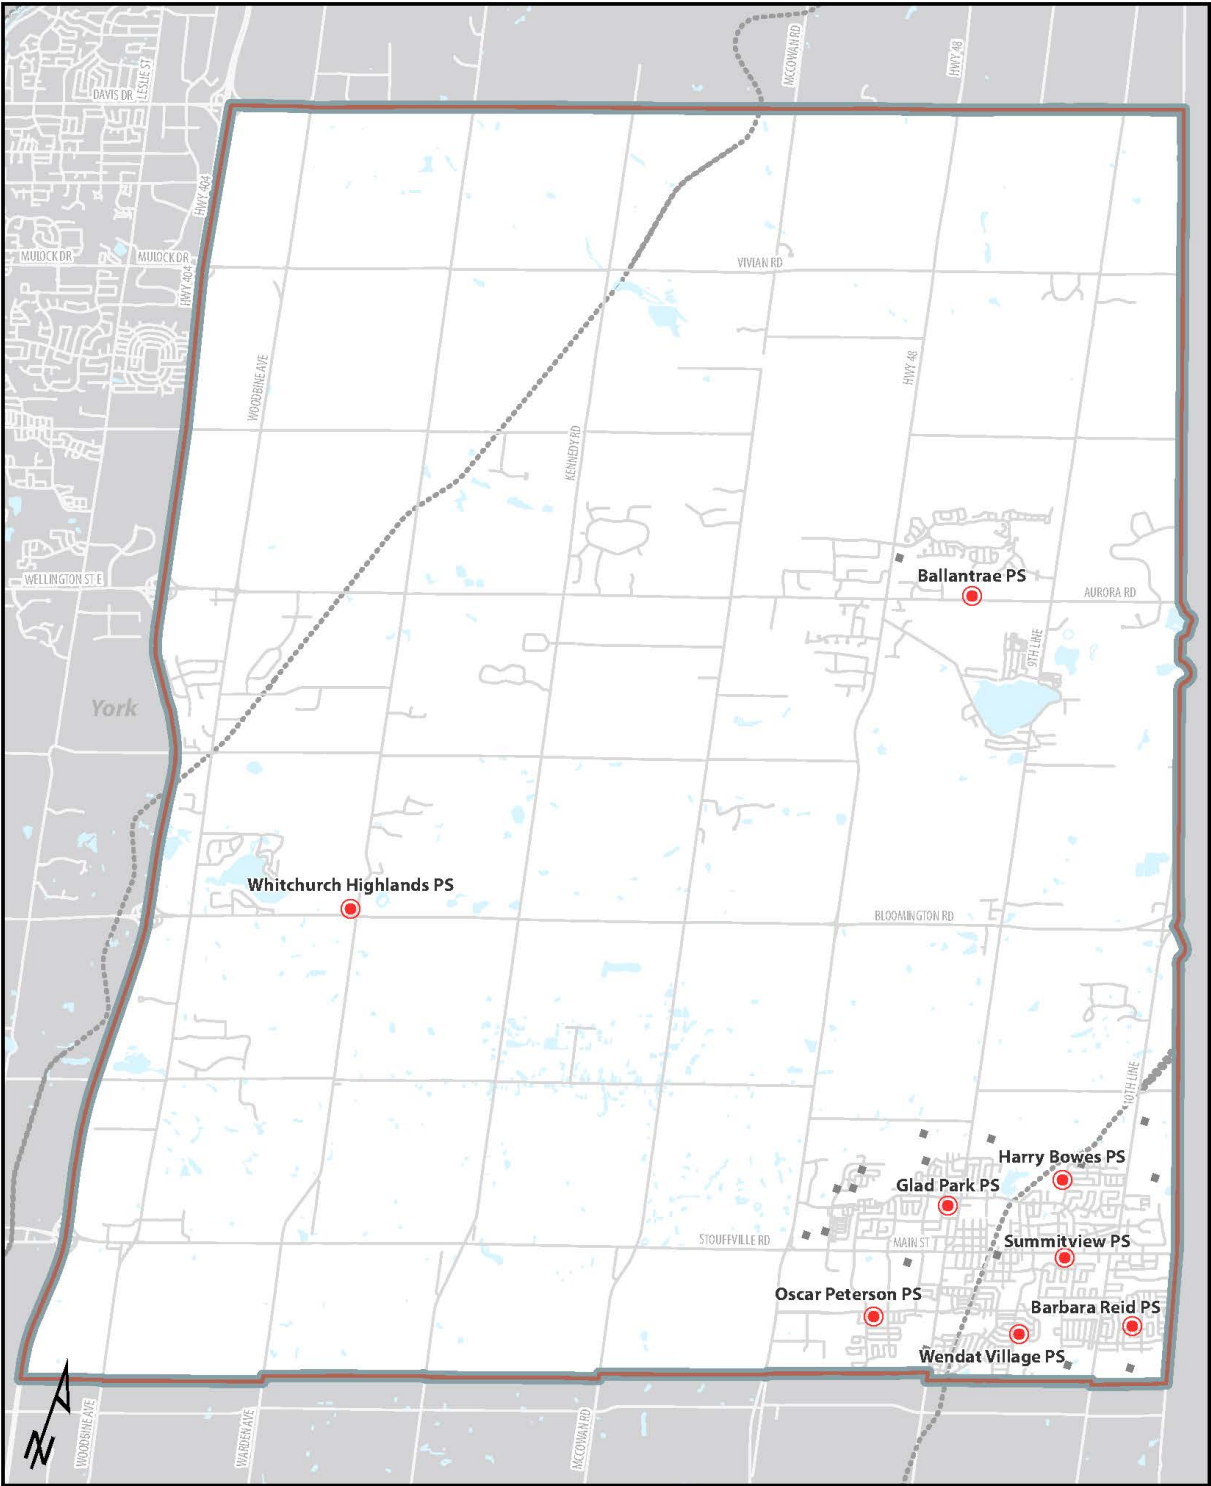 MCCOWAN RD
HWY 48
LESLIE ST
DAVIS DR
HWY 404
MULOCK DR
MULOCK DR
VIVIAN RD
HWY 404
HWY 48
WOODBINE AVE
KENNEDY RD
WELLINGTON ST E
Ballantrae PS
AURORA RD
9TH LINE
York
Whitchurch Highlands PS
BLOOMINGTON RD
10TH LINE
Harry Bowes PS
Glad Park PS
STOUFFVILLE RD
MAIN ST
Summitview PS
Oscar Peterson PS
Barbara Reid PS
Wendat Village PS
WOODBINE AVE
WARDEN AVE
MCCOWAN RD
N